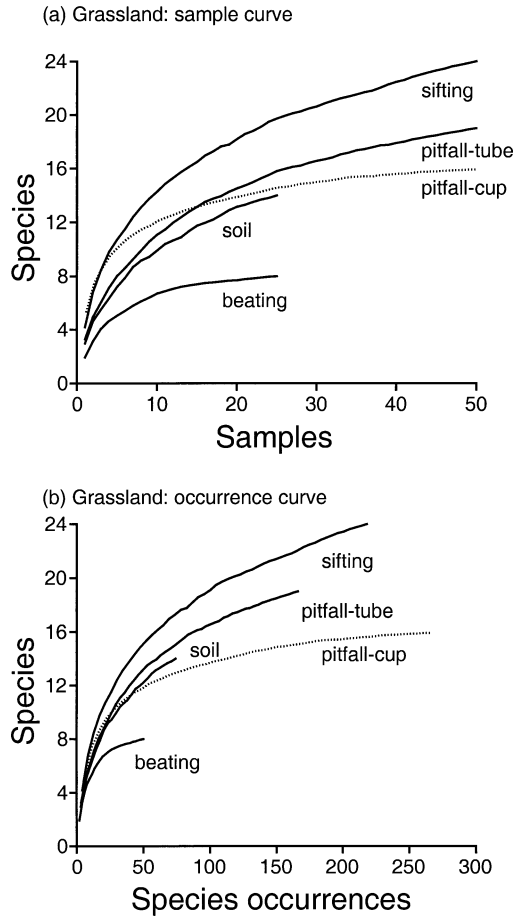 (a) Grassland: sample curve
24
20
16
12
8
4
0
Species
sifting
pitfall-tube
pitfall-cup
soil
beating
0 10 20 30 40 50
Samples
(b) Grassland: occurrence curve
24
20
16
12
8
4
0
Species
sifting
pitfall-tube
pitfall-cup
soil
beating
0 50 100 150 200 250 300
Species occurrences